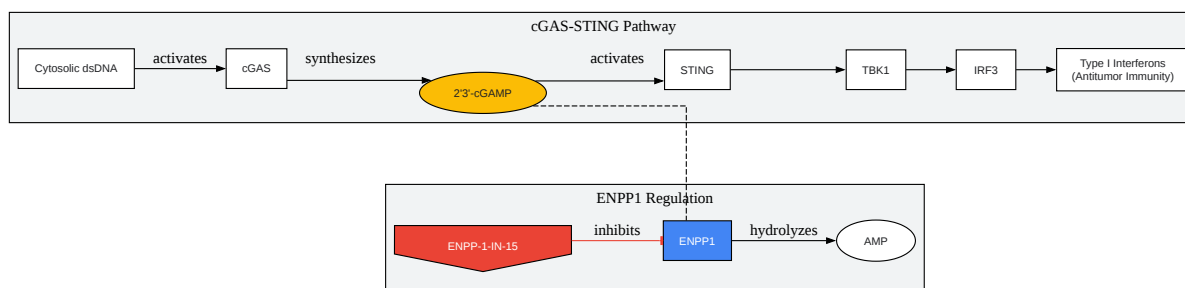 cGAS-STING Pathway
Cytosolic dsDNA
activates
cGAS
synthesizes
2'3'-cGAMP
activates
STING
TBK1
IRF3
Type I Interferons
(Antitumor Immunity)
ENPP1 Regulation
ENPP-1-IN-15
inhibits
ENPP1
hydrolyzes
AMP